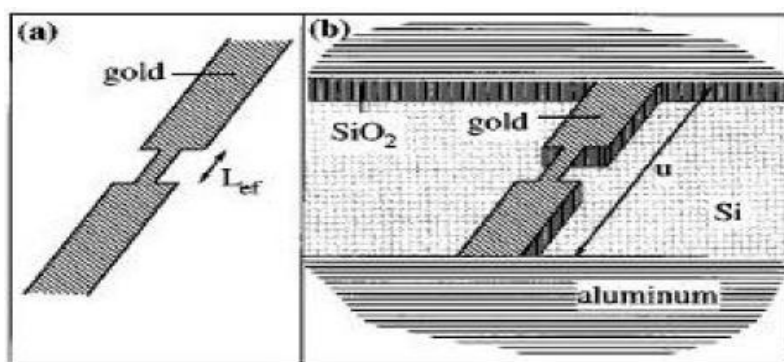 (a)
gold
L_ef
(b)
SiO₂
gold
u
Si
aluminum